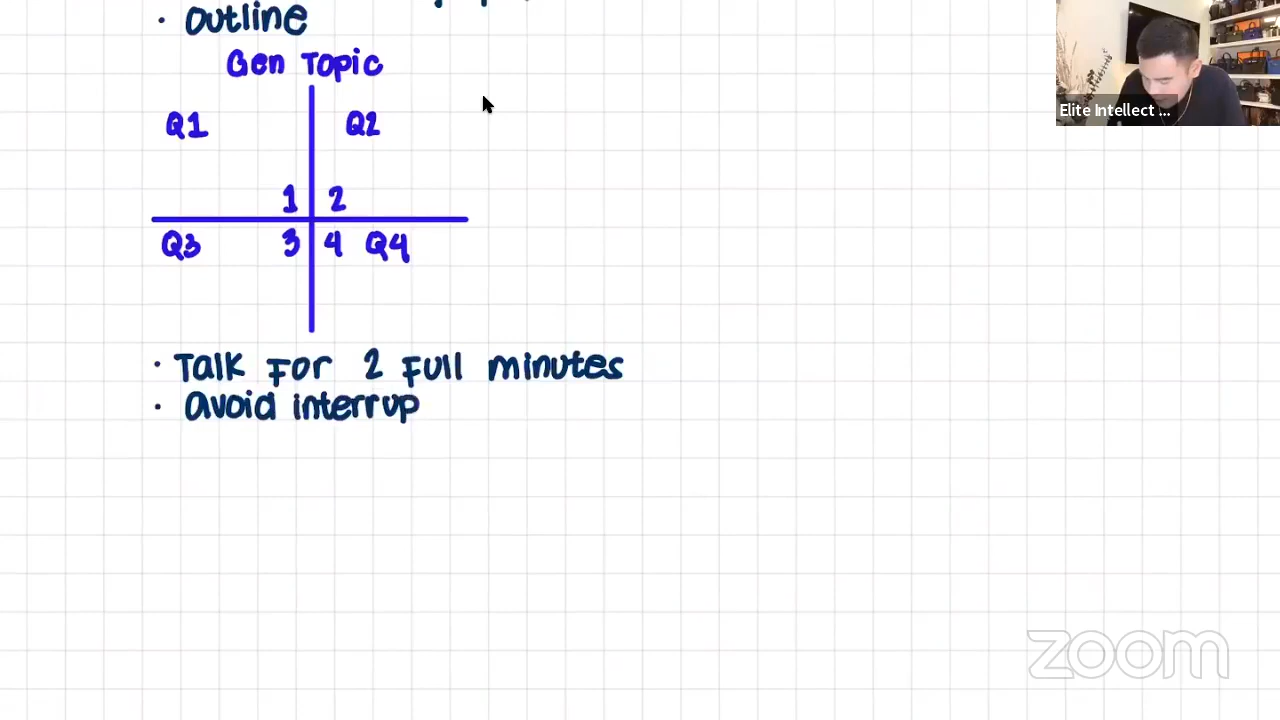 • outline
Gen Topic
Q1 Q2
1 2
Q3 3 4 Q4
• Talk For 2 Full minutes
• avoid interrup
Elite Intellect ...
zoom